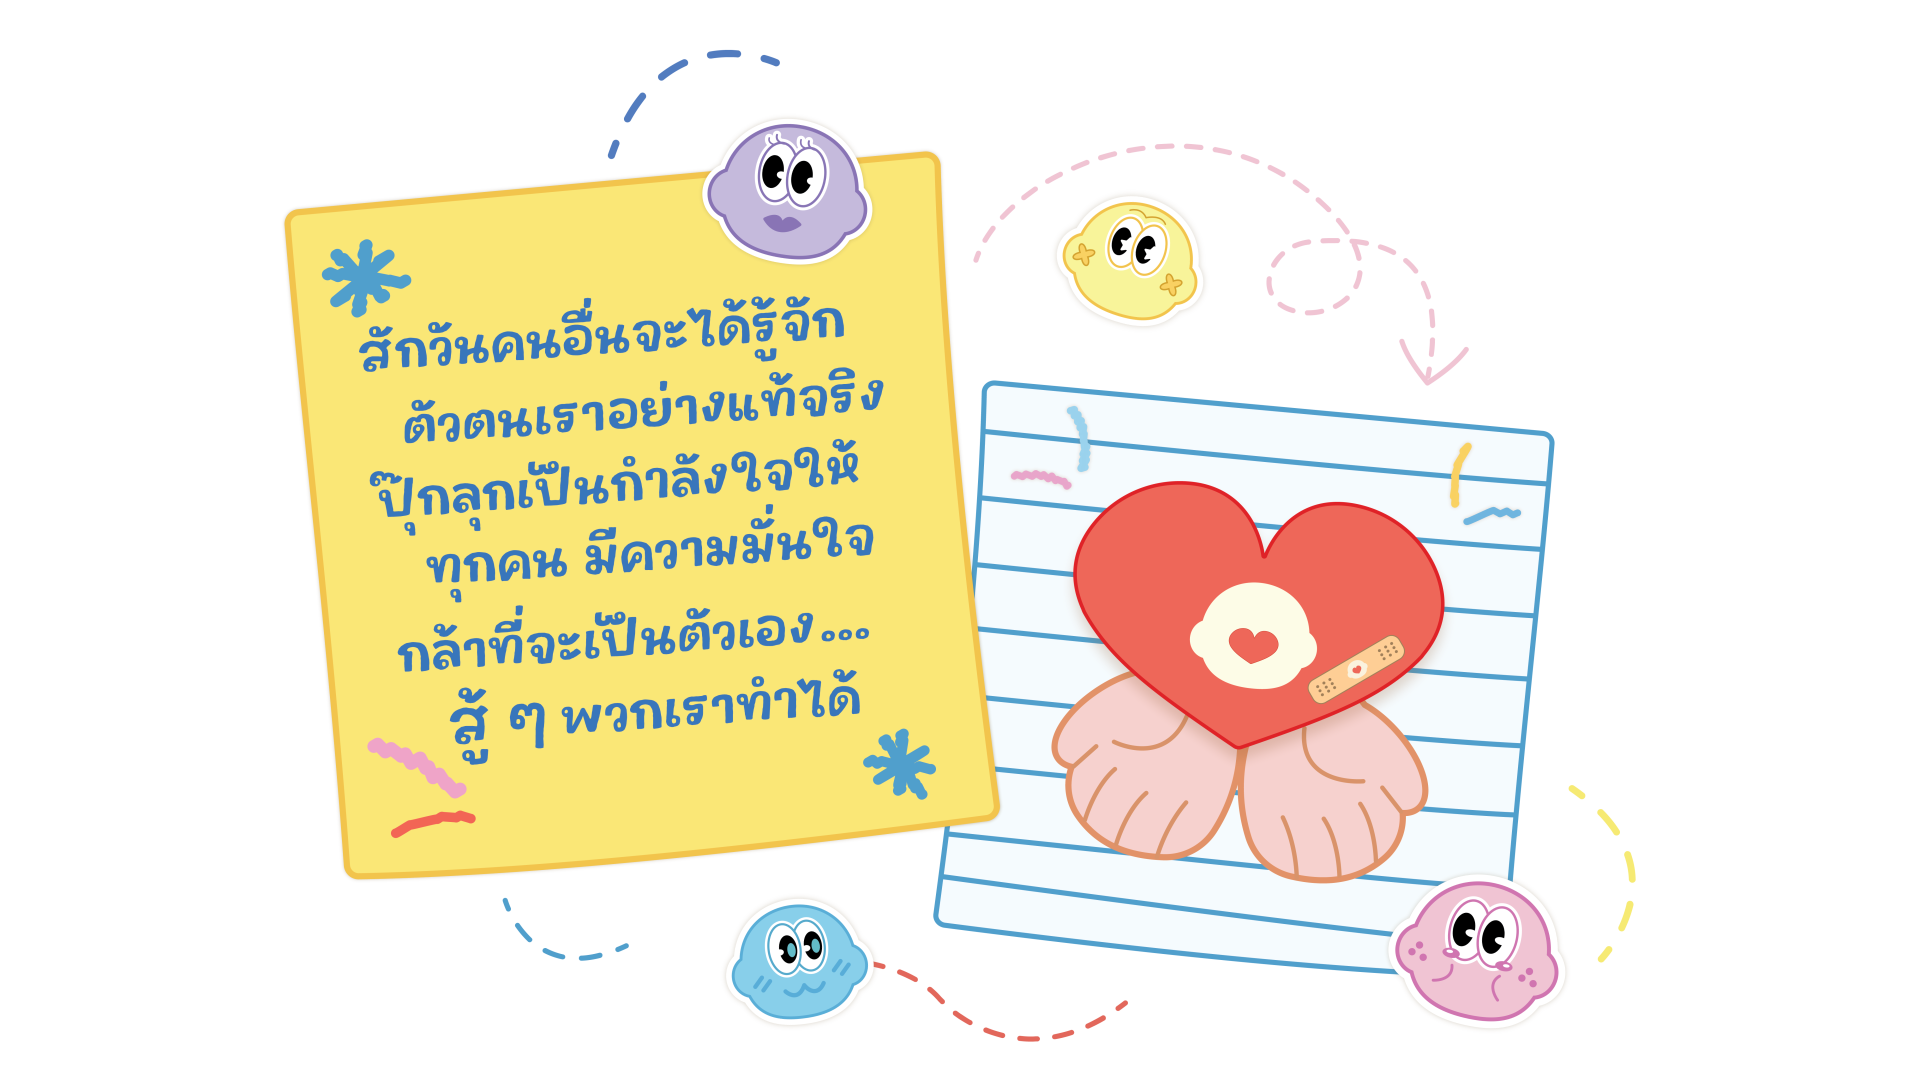 สักวันคนอื่นจะได้รู้จัก
ตัวตนเราอย่างแท้จริง
ปุ๊กลุกเป็นกำลังใจให้
ทุกคน มีความมั่นใจ
กล้าที่จะเป็นตัวเอง...
สู้ ๆ พวกเราทำได้